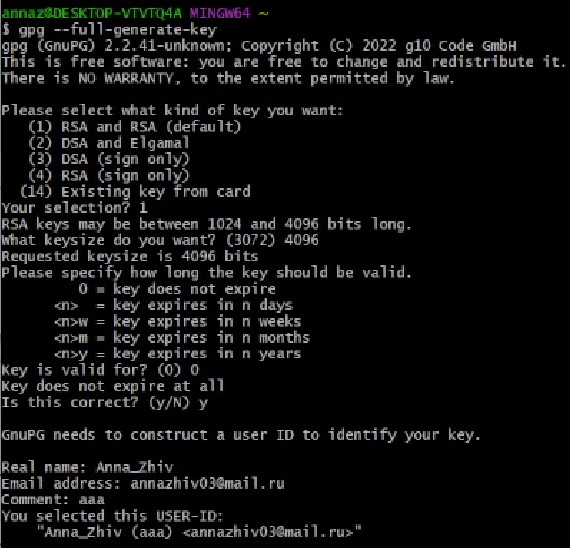 annaz@DESKTOP-VTVTQ4A MINGW64 ~
$ gpg --full-generate-key
gpg (GnuPG) 2.2.41-unknown; Copyright (C) 2022 g10 Code GmbH
This is free software: you are free to change and redistribute it.
There is NO WARRANTY, to the extent permitted by law.

Please select what kind of key you want:
   (1) RSA and RSA (default)
   (2) DSA and Elgamal
   (3) DSA (sign only)
   (4) RSA (sign only)
  (14) Existing key from card
Your selection? 1
RSA keys may be between 1024 and 4096 bits long.
What keysize do you want? (3072) 4096
Requested keysize is 4096 bits
Please specify how long the key should be valid.
         0 = key does not expire
      <n>  = key expires in n days
      <n>w = key expires in n weeks
      <n>m = key expires in n months
      <n>y = key expires in n years
Key is valid for? (0) 0
Key does not expire at all
Is this correct? (y/N) y

GnuPG needs to construct a user ID to identify your key.

Real name: Anna_Zhiv
Email address: annazhiv03@mail.ru
Comment: aaa
You selected this USER-ID:
    "Anna_Zhiv (aaa) <annazhiv03@mail.ru>"